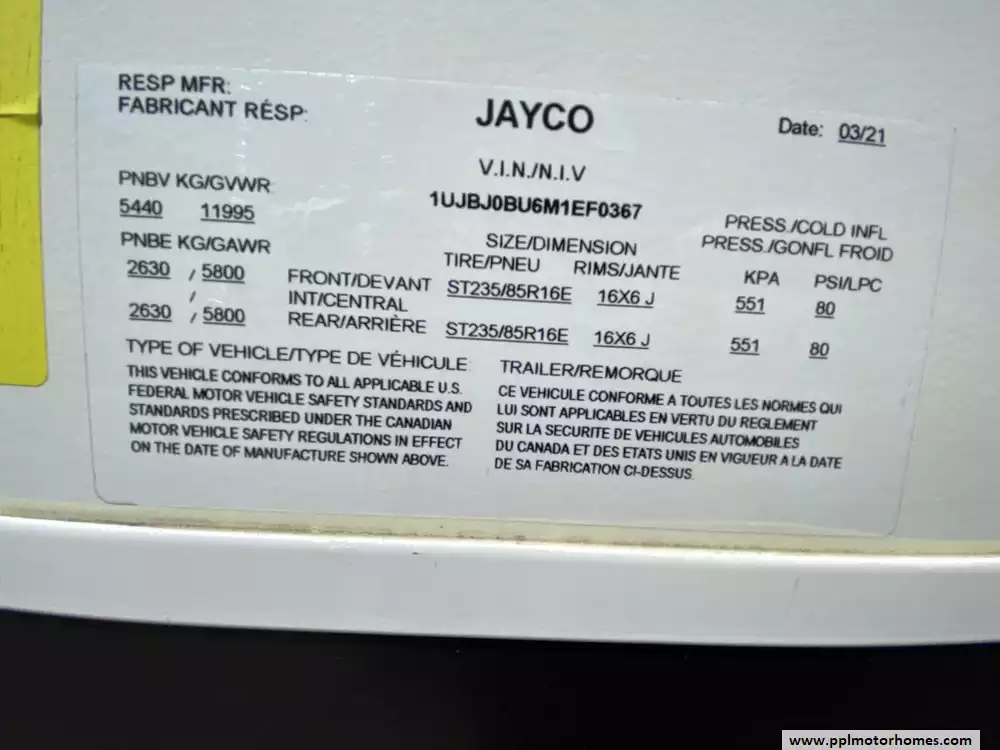 RESP MFR:
FABRICANT RÉSP:
JAYCO
Date: 03/21
V.I.N./N.I.V
1UJBJ0BU6M1EF0367
PNBV KG/GVWR
5440 11995
PNBE KG/GAWR
2630 / 5800
/
2630 / 5800
FRONT/DEVANT
INT/CENTRAL
REAR/ARRIÈRE
SIZE/DIMENSION
TIRE/PNEU RIMS/JANTE
ST235/85R16E 16X6 J
ST235/85R16E 16X6 J
PRESS./COLD INFL
PRESS./GONFL FROID
KPA PSI/LPC
551 80
551 80
TYPE OF VEHICLE/TYPE DE VÉHICULE: TRAILER/REMORQUE
THIS VEHICLE CONFORMS TO ALL APPLICABLE U.S.
FEDERAL MOTOR VEHICLE SAFETY STANDARDS AND
STANDARDS PRESCRIBED UNDER THE CANADIAN
MOTOR VEHICLE SAFETY REGULATIONS IN EFFECT
ON THE DATE OF MANUFACTURE SHOWN ABOVE.
CE VEHICULE CONFORME A TOUTES LES NORMES QUI
LUI SONT APPLICABLES EN VERTU DU REGLEMENT
SUR LA SECURITE DE VEHICULES AUTOMOBILES
DU CANADA ET DES ETATS UNIS EN VIGUEUR A LA DATE
DE SA FABRICATION CI-DESSUS.
www.pplmotorhomes.com